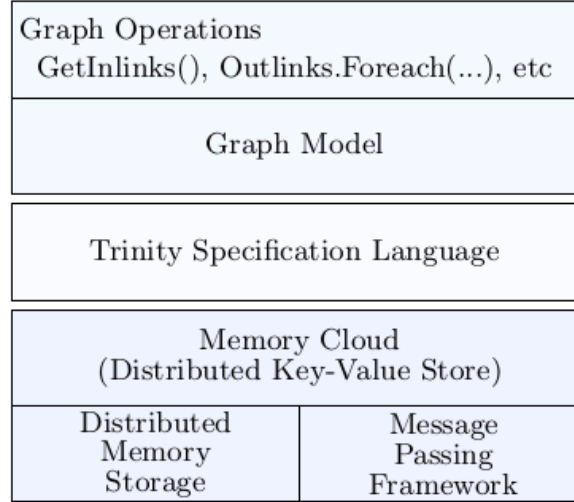 Graph Operations
GetInlinks(), Outlinks.Foreach(...), etc
Graph Model
Trinity Specification Language
Memory Cloud
(Distributed Key-Value Store)
Distributed
Memory
Storage
Message
Passing
Framework